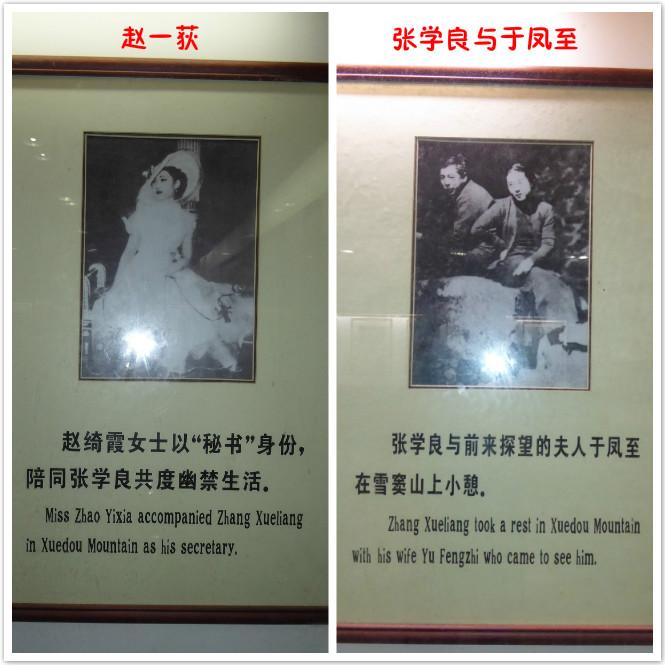 赵一荻
赵绮霞女士以“秘书”身份，
陪同张学良共度幽禁生活。
Miss Zhao Yixia accompanied Zhang Xueliang
in Xuedou Mountain as his secretary.
张学良与于凤至
张学良与前来探望的夫人于凤至
在雪窦山上小憩。
Zhang Xueliang took a rest in Xuedou Mountain
with his wife Yu Fengzhi who came to see him.